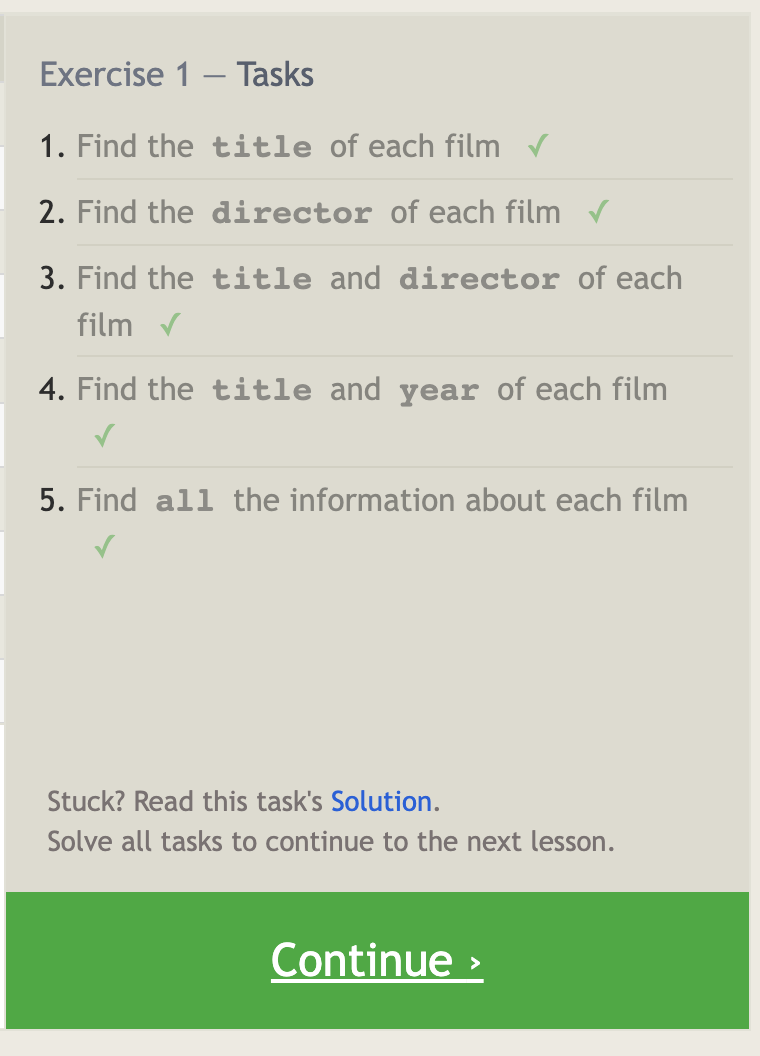 Exercise 1 — Tasks
1. Find the title of each film ✓
2. Find the director of each film ✓
3. Find the title and director of each
film ✓
4. Find the title and year of each film
✓
5. Find all the information about each film
✓
Stuck? Read this task's Solution.
Solve all tasks to continue to the next lesson.
Continue ›